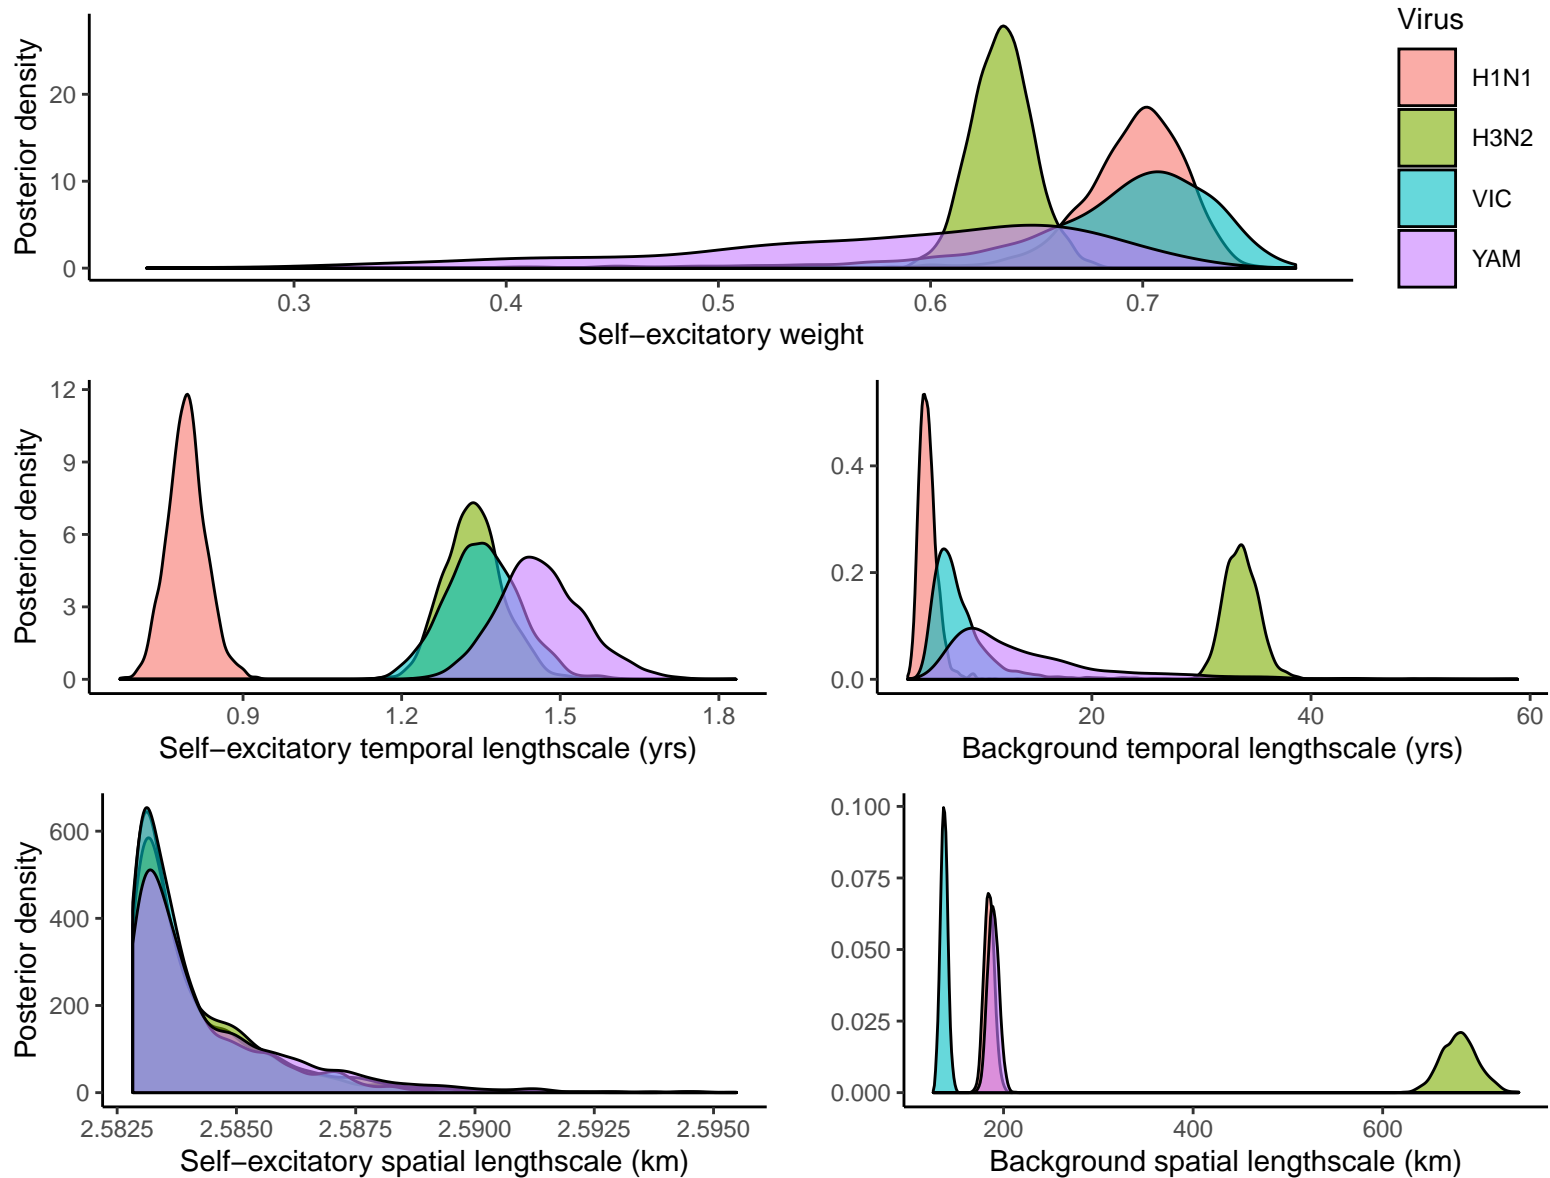 Virus
H1N1
H3N2
VIC
YAM
Posterior density
20
10
0
0.3 0.4 0.5 0.6 0.7
Self−excitatory weight
Posterior density
12
9
6
3
0
0.9 1.2 1.5 1.8
Self−excitatory temporal lengthscale (yrs)
0.4
0.2
0.0
20 40 60
Background temporal lengthscale (yrs)
Posterior density
600
400
200
0
2.5825 2.5850 2.5875 2.5900 2.5925 2.5950
Self−excitatory spatial lengthscale (km)
0.100
0.075
0.050
0.025
0.000
200 400 600
Background spatial lengthscale (km)